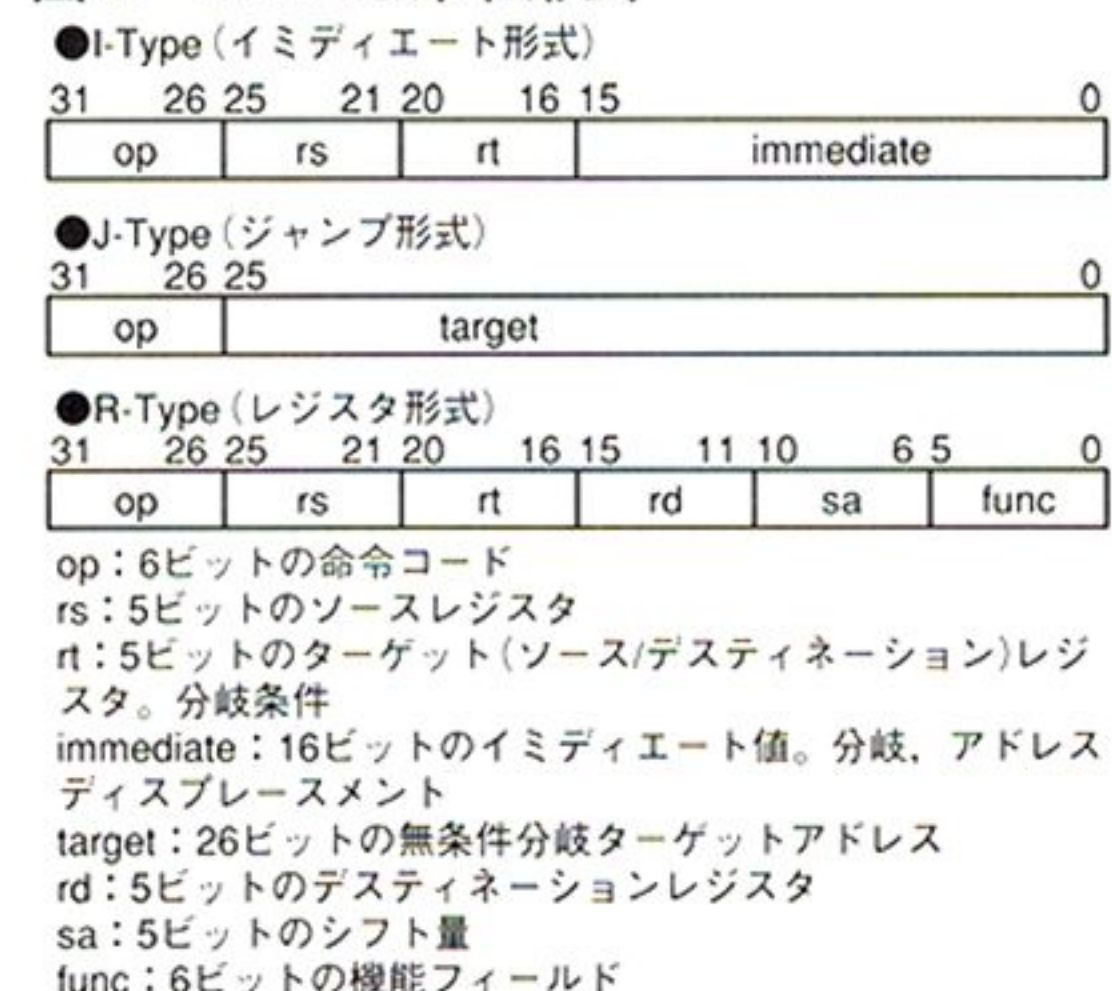 ●I-Type(イミディエート形式)
31 26 25 21 20 16 15 0
op rs rt immediate
●J-Type(ジャンプ形式)
31 26 25 0
op target
●R-Type(レジスタ形式)
31 26 25 21 20 16 15 11 10 6 5 0
op rs rt rd sa func
op：6ビットの命令コード
rs：5ビットのソースレジスタ
rt：5ビットのターゲット(ソース/デスティネーション)レジ
スタ。分岐条件
immediate：16ビットのイミディエート値。分岐，アドレス
ディスプレースメント
target：26ビットの無条件分岐ターゲットアドレス
rd：5ビットのデスティネーションレジスタ
sa：5ビットのシフト量
func：6ビットの機能フィールド